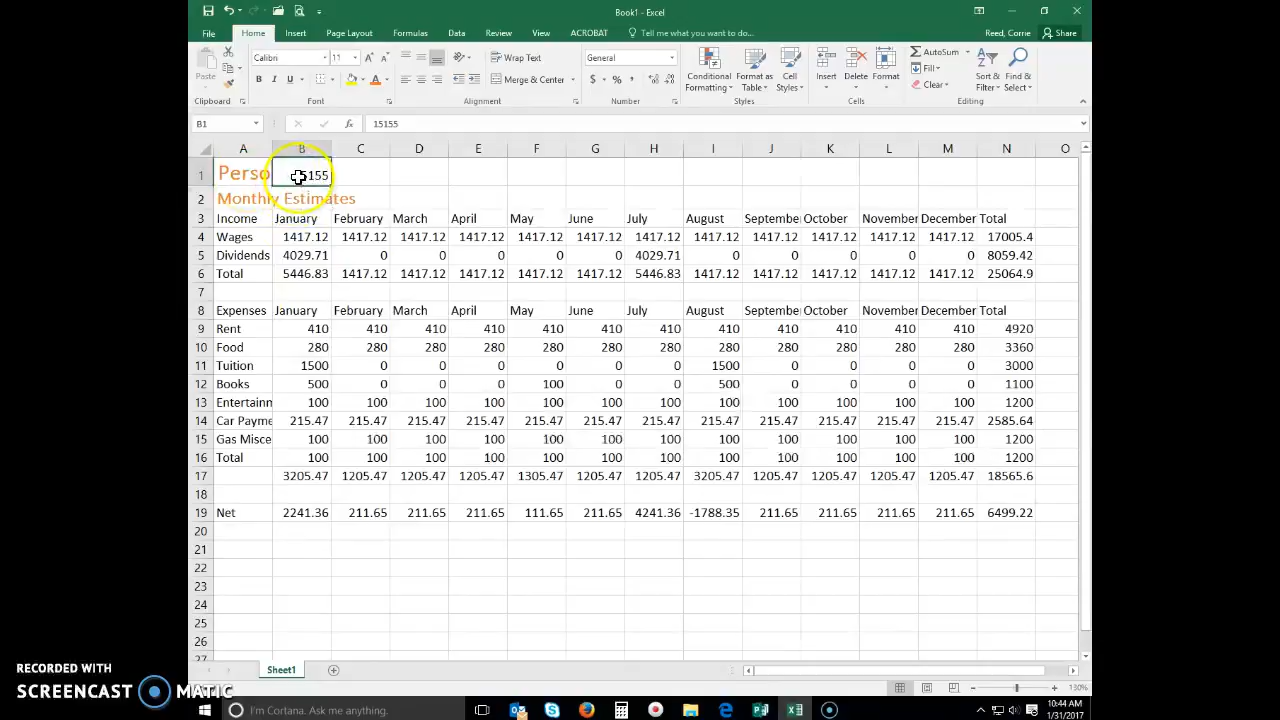 Book1 - Excel
File Home Insert Page Layout Formulas Data Review View ACROBAT Tell me what you want to do... Reed, Corrie Share
Paste Calibri 11 Wrap Text General Conditional Formatting Format as Table Cell Styles Insert Delete Format AutoSum Fill Clear Sort & Filter Find & Select
B I U Merge & Center $ % ,
Clipboard Font Alignment Number Styles Cells Editing
B1 fx 15155
A B C D E F G H I J K L M N O
1 Perso 5155
2 Monthly Estimates
3 Income January February March April May June July August Septembe October November December Total
4 Wages 1417.12 1417.12 1417.12 1417.12 1417.12 1417.12 1417.12 1417.12 1417.12 1417.12 1417.12 1417.12 17005.4
5 Dividends 4029.71 0 0 0 0 0 4029.71 0 0 0 0 0 8059.42
6 Total 5446.83 1417.12 1417.12 1417.12 1417.12 1417.12 5446.83 1417.12 1417.12 1417.12 1417.12 1417.12 25064.9
7
8 Expenses January February March April May June July August Septembe October November December Total
9 Rent 410 410 410 410 410 410 410 410 410 410 410 410 4920
10 Food 280 280 280 280 280 280 280 280 280 280 280 280 3360
11 Tuition 1500 0 0 0 0 0 0 1500 0 0 0 0 3000
12 Books 500 0 0 0 100 0 0 500 0 0 0 0 1100
13 Entertainn 100 100 100 100 100 100 100 100 100 100 100 100 1200
14 Car Payme 215.47 215.47 215.47 215.47 215.47 215.47 215.47 215.47 215.47 215.47 215.47 215.47 2585.64
15 Gas Misce 100 100 100 100 100 100 100 100 100 100 100 100 1200
16 Total 100 100 100 100 100 100 100 100 100 100 100 100 1200
17 3205.47 1205.47 1205.47 1205.47 1305.47 1205.47 1205.47 3205.47 1205.47 1205.47 1205.47 1205.47 18565.6
18
19 Net 2241.36 211.65 211.65 211.65 111.65 211.65 4241.36 -1788.35 211.65 211.65 211.65 211.65 6499.22
20
21
22
23
24
25
26
27
Sheet1
130%
RECORDED WITH
SCREENCAST MATIC
I'm Cortana. Ask me anything.
10:44 AM
1/31/2017